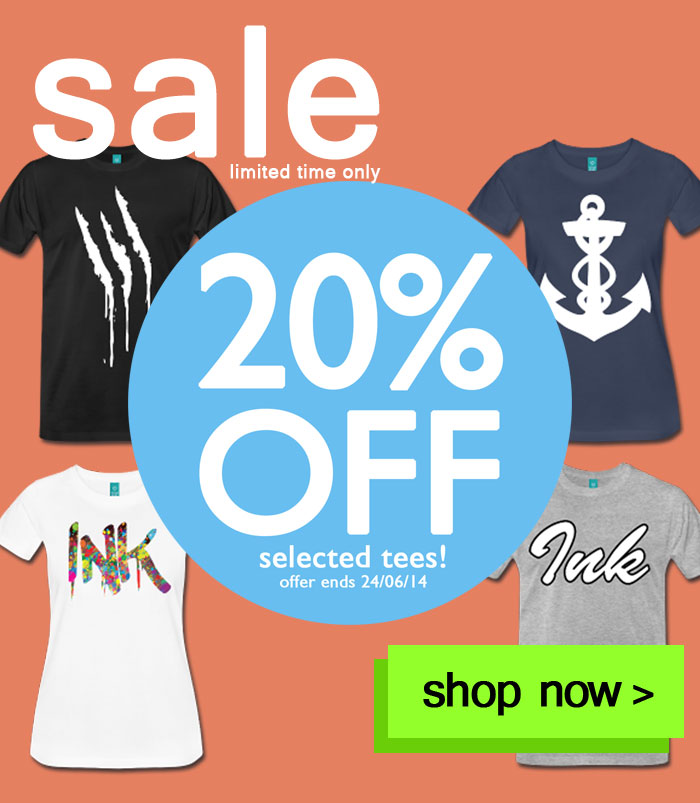 sale
limited time only
20%
OFF
selected tees!
offer ends 24/06/14
INK
Ink
shop now >